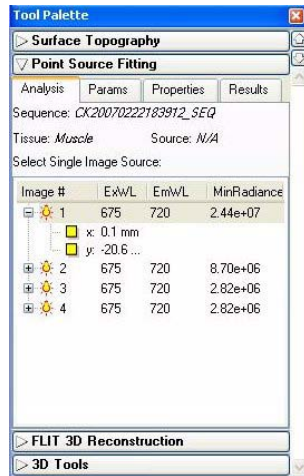 Tool Palette
Surface Topography
Point Source Fitting
Analysis Params Properties Results
Sequence: CK20070222183912_SEQ
Tissue: Muscle Source: N/A
Select Single Image Source:
Image # ExWL EmWL MinRadiance
1 675 720 2.44e+07
x: 0.1 mm
y: -20.6 ...
2 675 720 8.70e+06
3 675 720 2.82e+06
4 675 720 2.82e+06
FLIT 3D Reconstruction
3D Tools